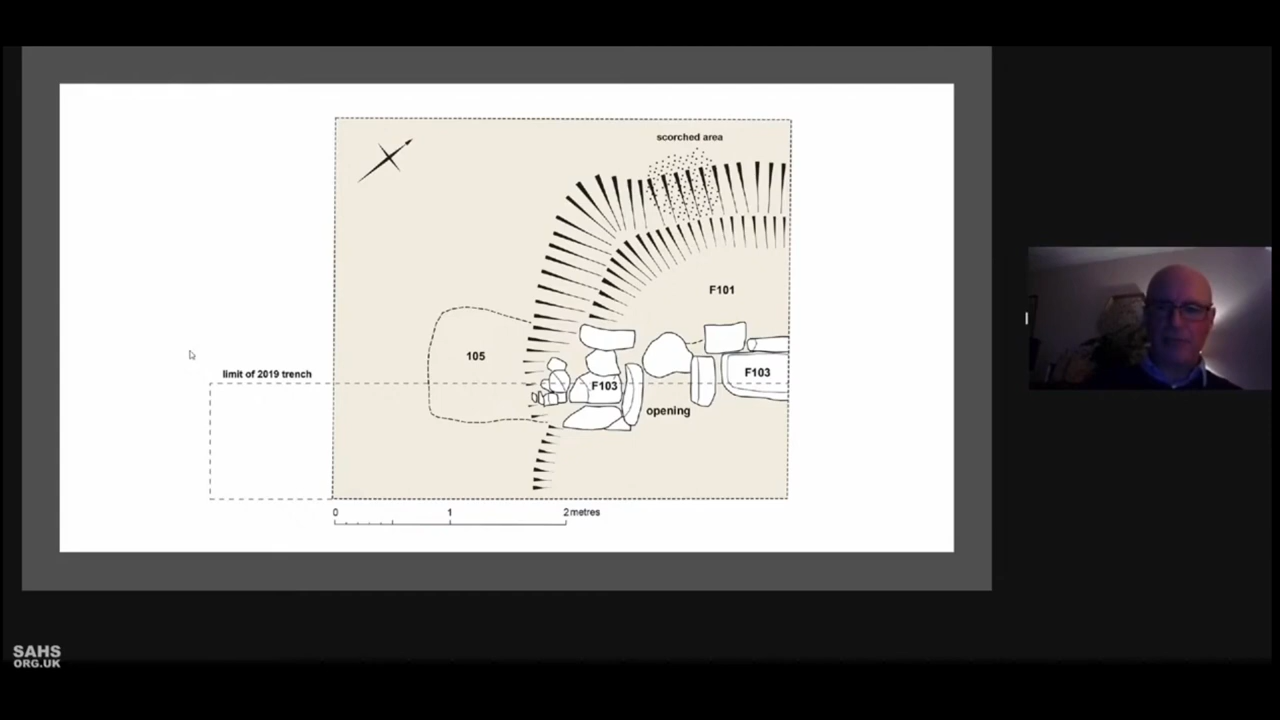 scorched area
F101
105
limit of 2019 trench
F103
F103
opening
0 1 2 metres
SAHS
ORG.UK